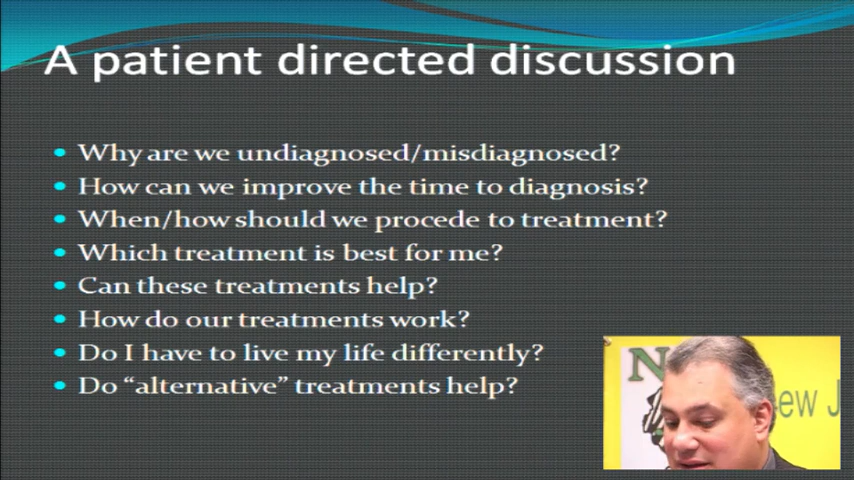 A patient directed discussion
Why are we undiagnosed/misdiagnosed?
How can we improve the time to diagnosis?
When/how should we procede to treatment?
Which treatment is best for me?
Can these treatments help?
How do our treatments work?
Do I have to live my life differently?
Do “alternative” treatments help?
N
ew J